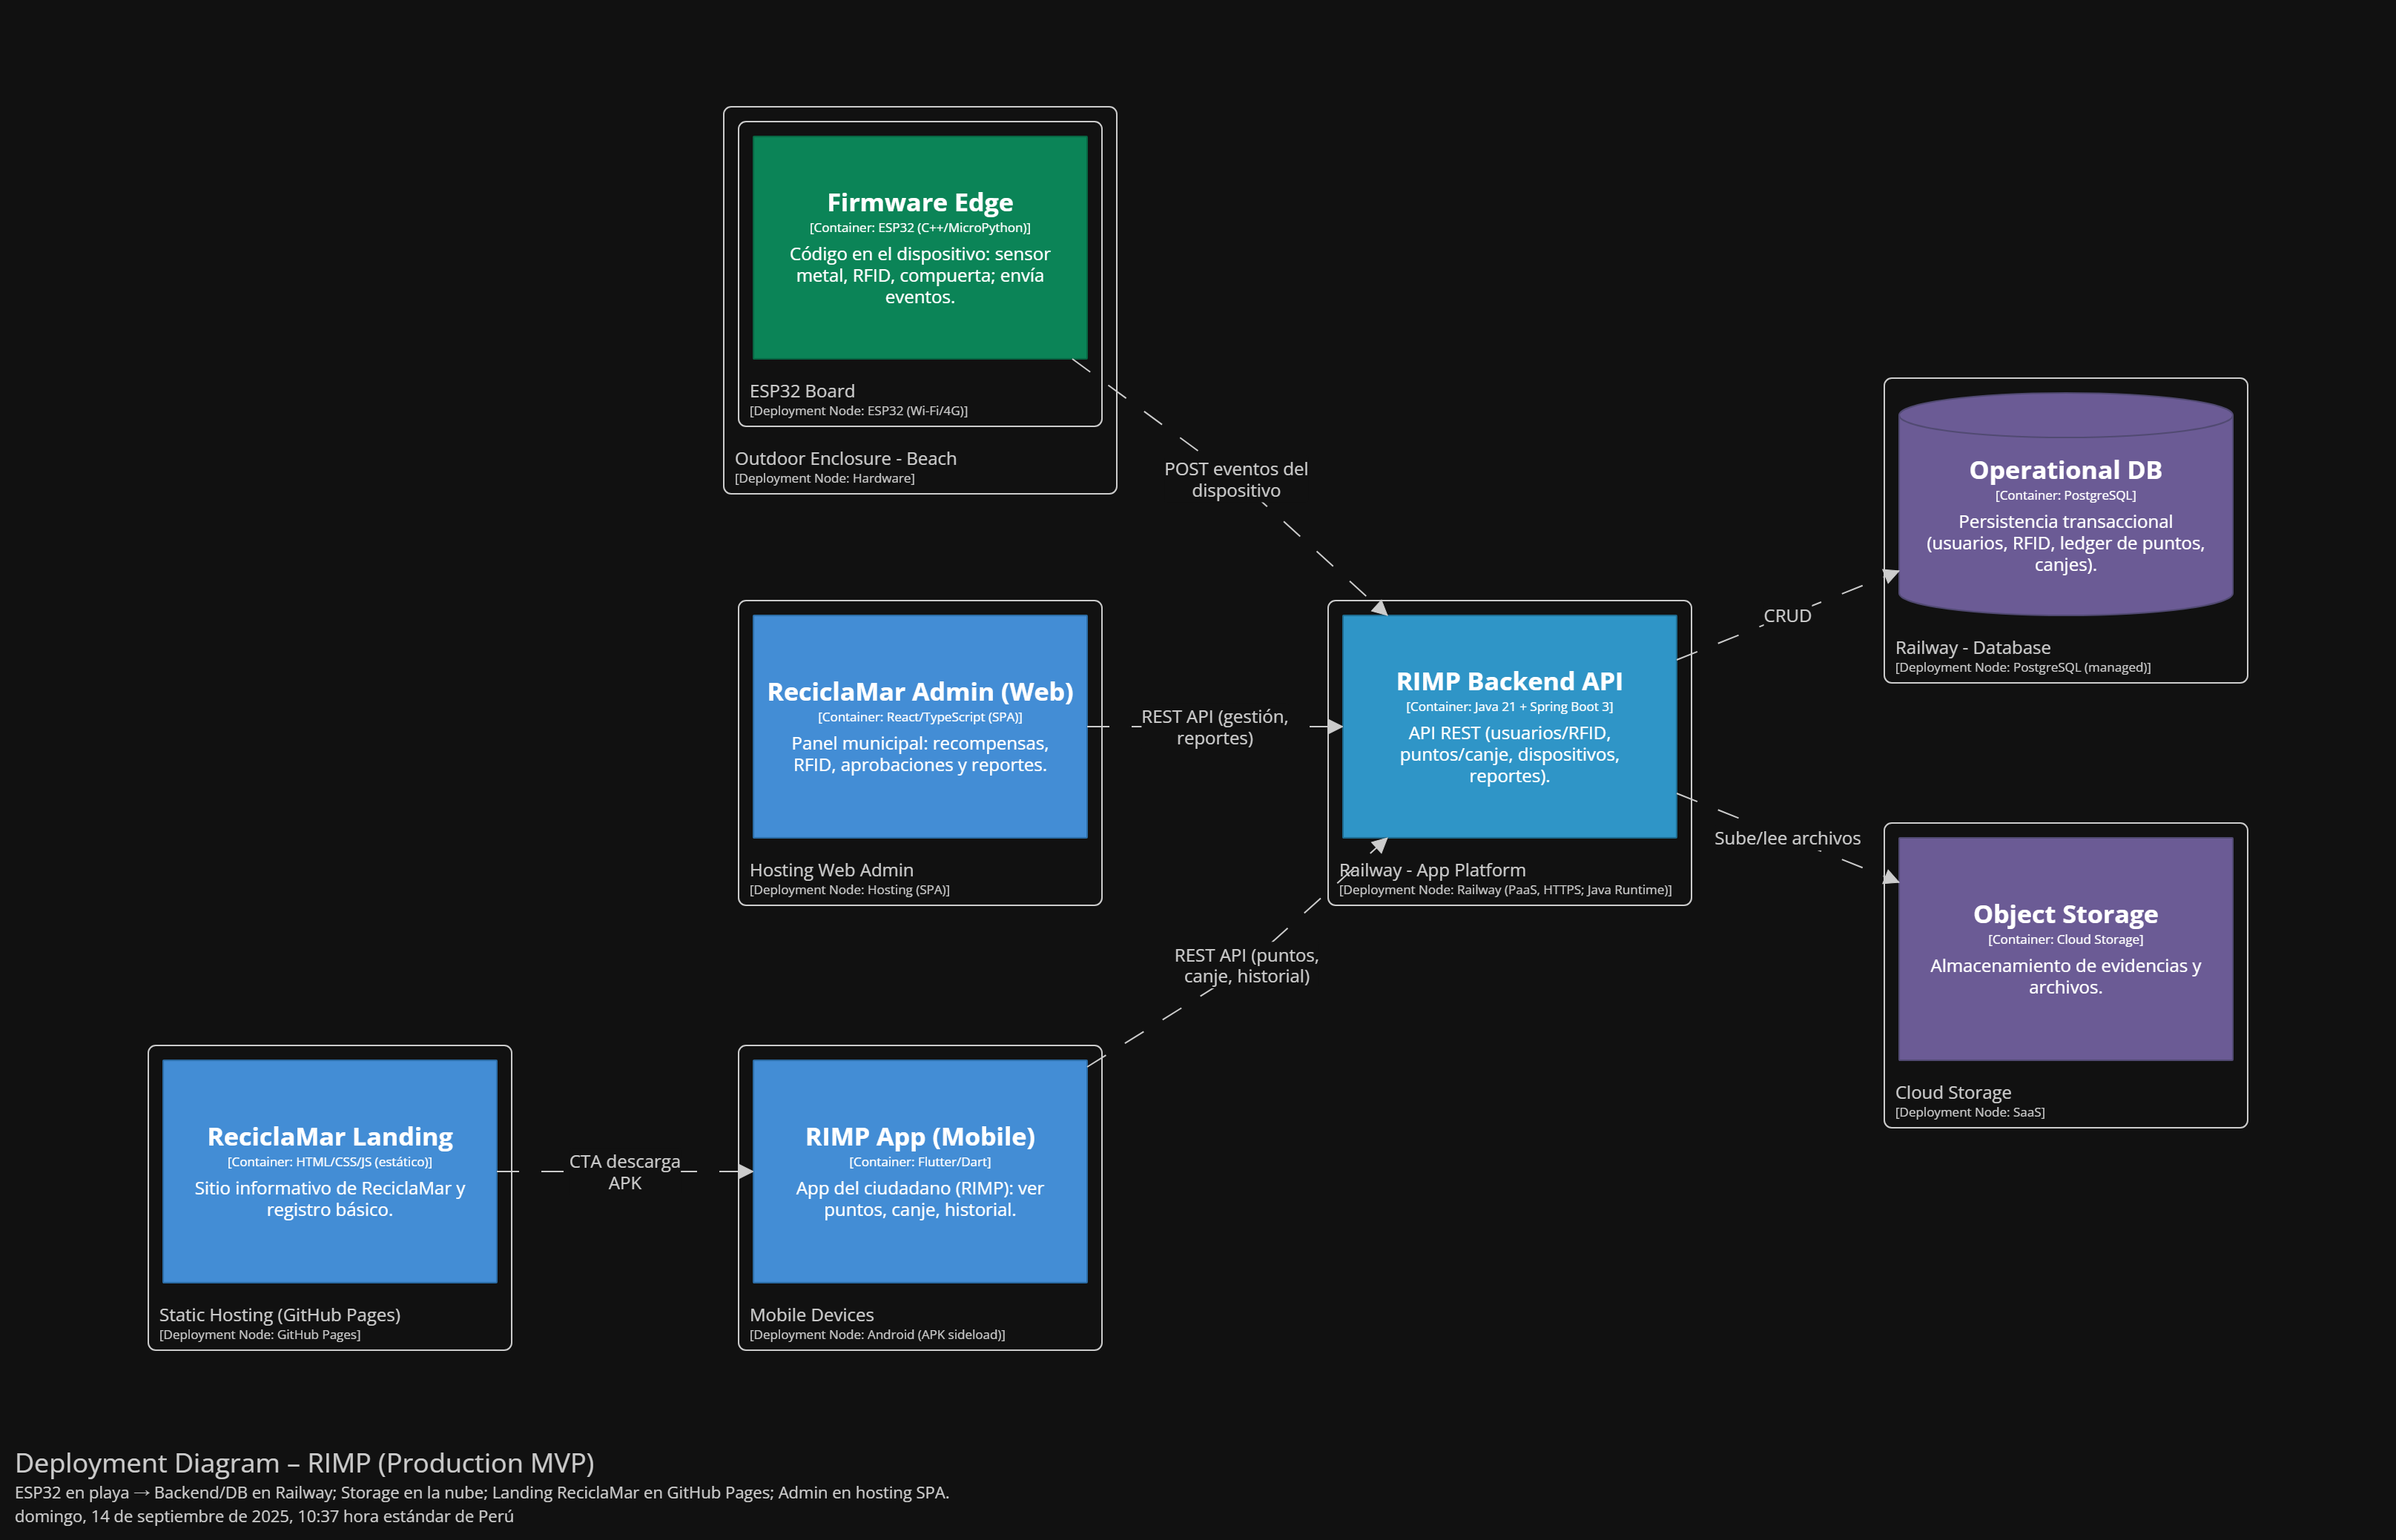 Firmware Edge
[Container: ESP32 (C++/MicroPython)]
Código en el dispositivo: sensor
metal, RFID, compuerta; envía
eventos.
ESP32 Board
[Deployment Node: ESP32 (Wi-Fi/4G)]
Outdoor Enclosure - Beach
[Deployment Node: Hardware]
POST eventos del
dispositivo
Operational DB
[Container: PostgreSQL]
Persistencia transaccional
(usuarios, RFID, ledger de puntos,
canjes).
Railway - Database
[Deployment Node: PostgreSQL (managed)]
CRUD
ReciclaMar Admin (Web)
[Container: React/TypeScript (SPA)]
Panel municipal: recompensas,
RFID, aprobaciones y reportes.
Hosting Web Admin
[Deployment Node: Hosting (SPA)]
REST API (gestión,
reportes)
RIMP Backend API
[Container: Java 21 + Spring Boot 3]
API REST (usuarios/RFID,
puntos/canje, dispositivos,
reportes).
Railway - App Platform
[Deployment Node: Railway (PaaS, HTTPS; Java Runtime)]
Sube/lee archivos
Object Storage
[Container: Cloud Storage]
Almacenamiento de evidencias y
archivos.
Cloud Storage
[Deployment Node: SaaS]
REST API (puntos,
canje, historial)
ReciclaMar Landing
[Container: HTML/CSS/JS (estático)]
Sitio informativo de ReciclaMar y
registro básico.
Static Hosting (GitHub Pages)
[Deployment Node: GitHub Pages]
CTA descarga
APK
RIMP App (Mobile)
[Container: Flutter/Dart]
App del ciudadano (RIMP): ver
puntos, canje, historial.
Mobile Devices
[Deployment Node: Android (APK sideload)]
Deployment Diagram – RIMP (Production MVP)
ESP32 en playa → Backend/DB en Railway; Storage en la nube; Landing ReciclaMar en GitHub Pages; Admin en hosting SPA.
domingo, 14 de septiembre de 2025, 10:37 hora estándar de Perú